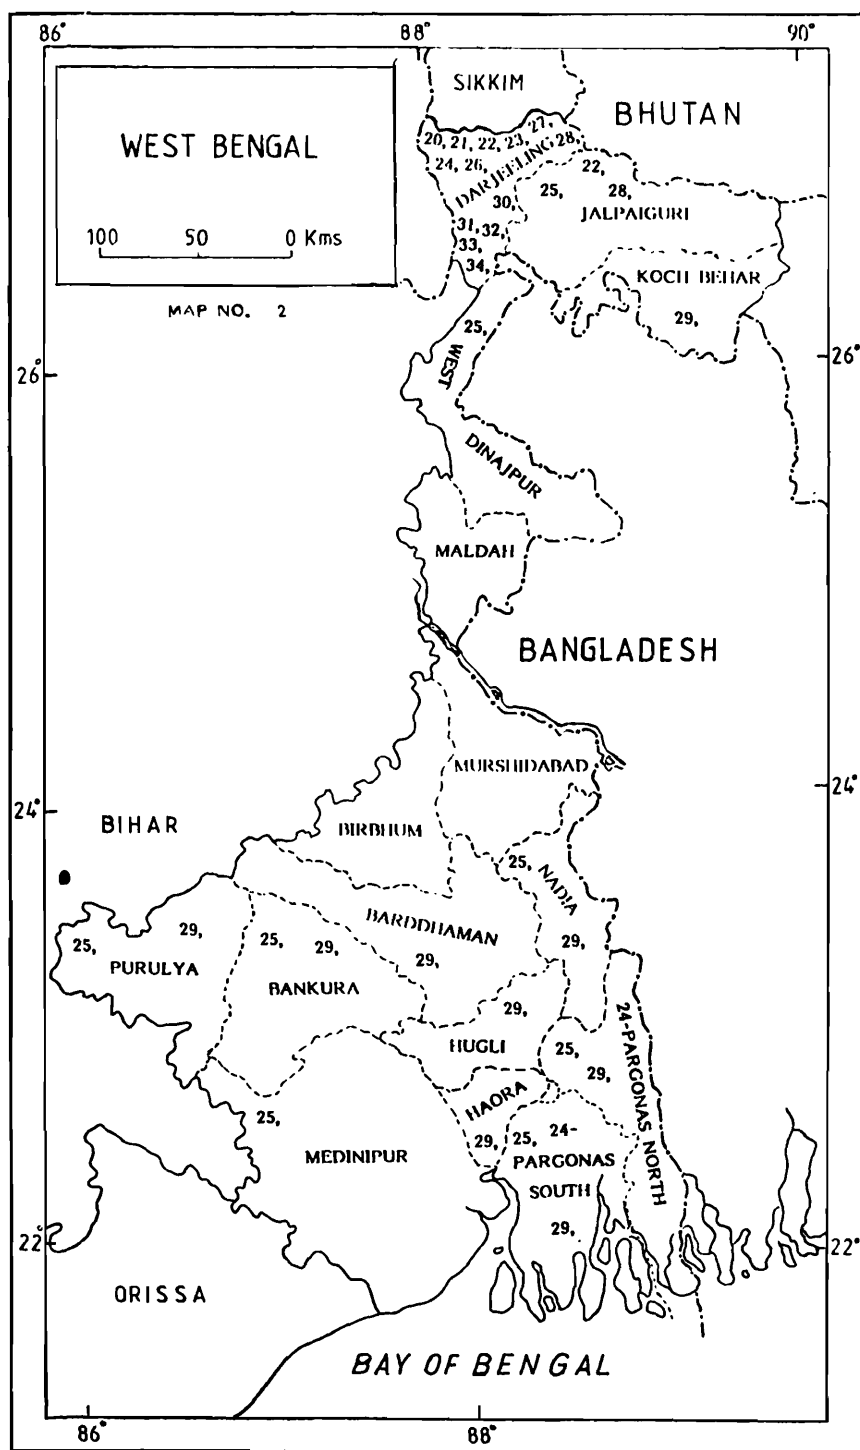 86° 88° 90°
SIKKIM
BHUTAN
WEST BENGAL
100 50 0 Kms
MAP NO. 2
27,
20, 21, 22, 23, 28,
24, 26,
DARJEELING
30,
31, 32,
33,
34,
22,
25, 28,
JALPAIGURI
KOCH BEHAR
29,
25,
WEST
DINAJPUR
26° 26°
MALDAH
BANGLADESH
MURSHIDABAD
24° 24°
BIHAR
BIRBHUM
25,
NADIA
29,
BARDDHAMAN
29,
25, 29,
PURULYA
25, 29,
BANKURA
29,
HUGLI
25,
29,
24-PARGONAS NORTH
HAORA
29,
25,
MEDINIPUR
25, 24-
PARGONAS
SOUTH
29,
22° 22°
ORISSA
BAY OF BENGAL
86° 88°